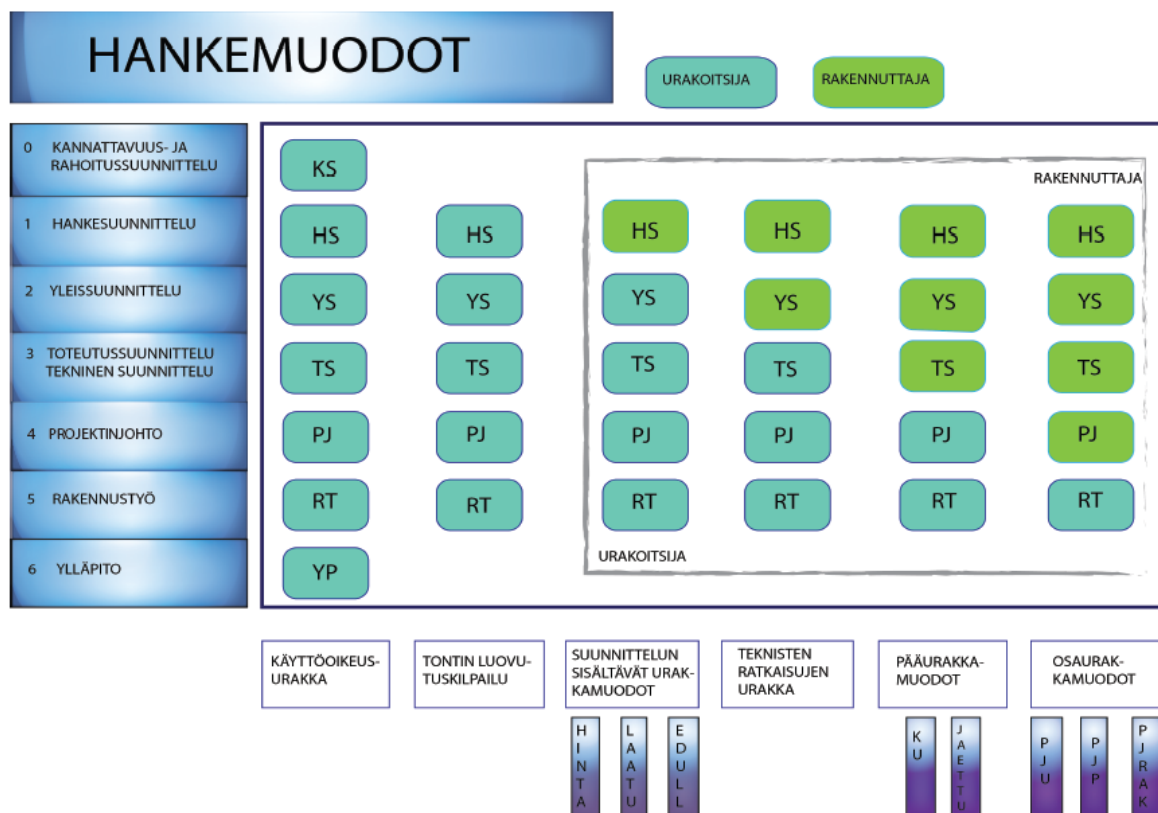 HANKEMUODOT
URAKOITSIJA
RAKENNUTTAJA
0 KANNATTAVUUS- JA
RAHOITUSSUUNNITTELU
1 HANKESUUNNITTELU
2 YLEISSUUNNITTELU
3 TOTEUTUSSUUNNITTELU
TEKNINEN SUUNNITTELU
4 PROJEKTINJOHTO
5 RAKENNUSTYÖ
6 YLLÄPITO
KS
RAKENNUTTAJA
HS HS HS HS HS HS
YS YS YS YS YS YS
TS TS TS TS TS TS
PJ PJ PJ PJ PJ PJ
RT RT RT RT RT RT
URAKOITSIJA
YP
KÄYTTÖOIKEUS-
URAKKA
TONTIN LUOVU-
TUSKILPAILU
SUUNNITTELUN
SISÄLTÄVÄT URAK-
KAMUODOT
TEKNISTEN
RATKAISUJEN
URAKKA
PÄÄURAKKA-
MUODOT
OSAURAK-
KAMUODOT
HINTA
LAATU
EDULL
KU
JAETTU
PJU
PJP
PJRAK